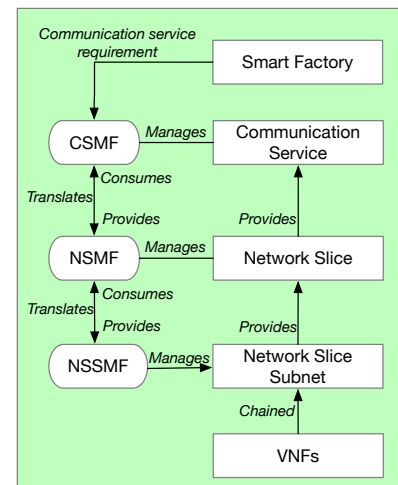 Communication service
requirement
Smart Factory
CSMF
Manages
Communication
Service
Consumes
Translates
Provides
Provides
NSMF
Manages
Network Slice
Consumes
Translates
Provides
Provides
NSSMF
Manages
Network Slice
Subnet
Chained
VNFs